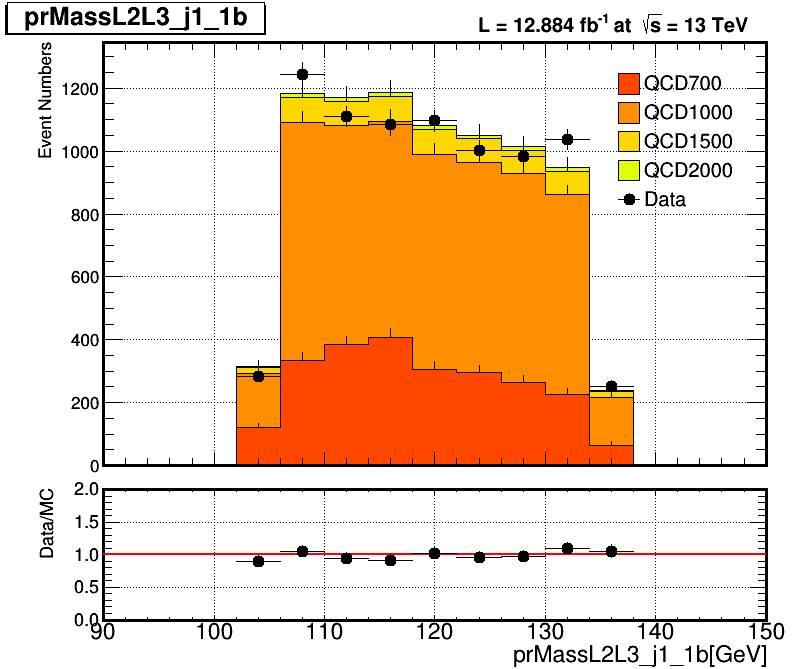 prMassL2L3_j1_1b
L = 12.884 fb-1 at √s = 13 TeV
Event Numbers
1200
1000
800
600
400
200
0
QCD700
QCD1000
QCD1500
QCD2000
Data
Data/MC
2.0
1.5
1.0
0.5
0.0
90 100 110 120 130 140 150
prMassL2L3_j1_1b[GeV]